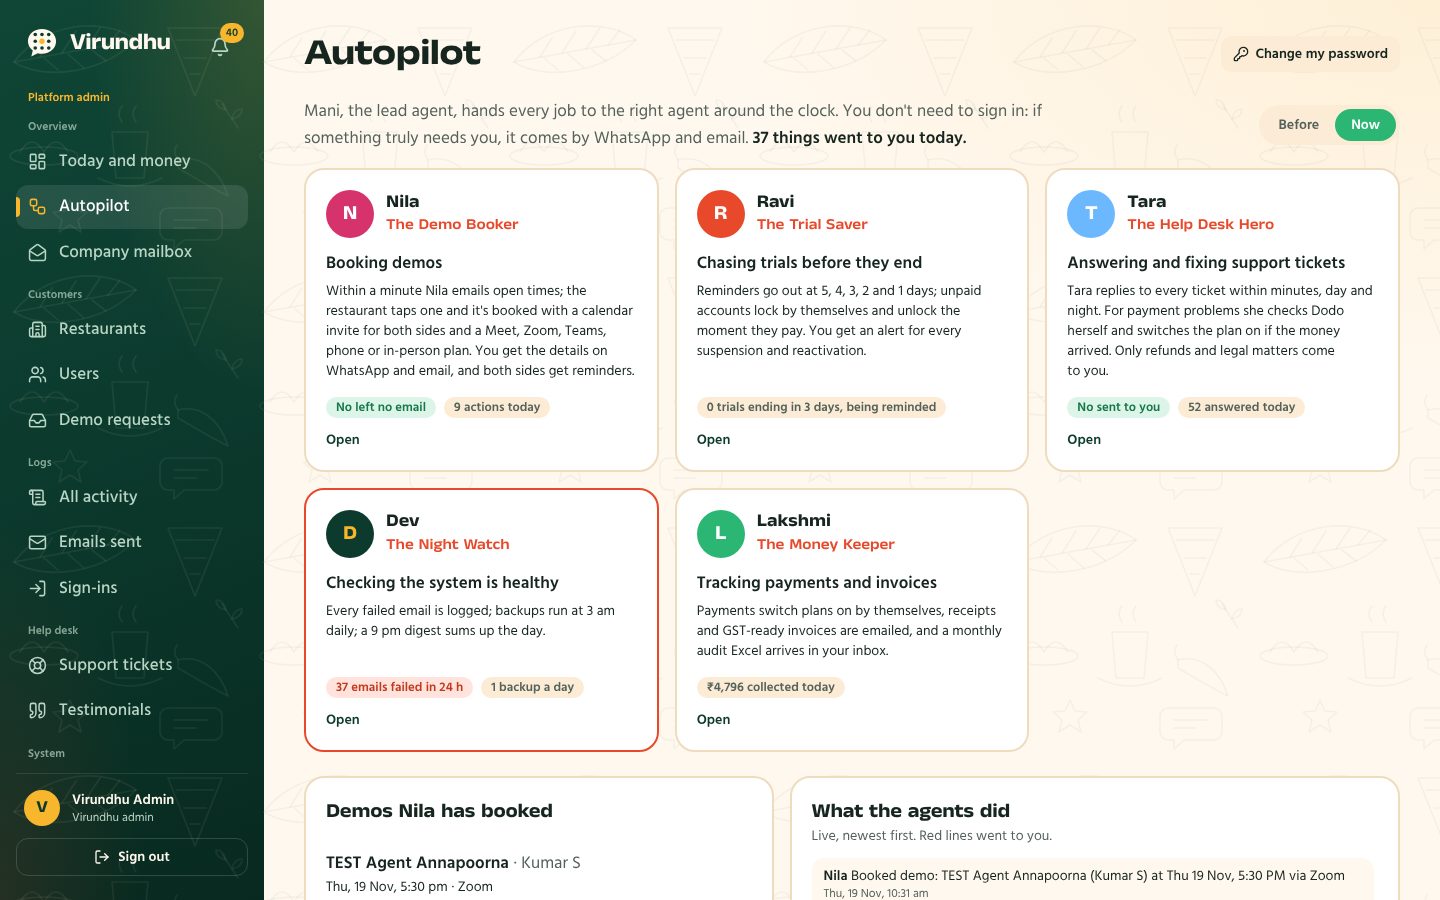 Virundhu
40
Platform admin
Overview
Today and money
Autopilot
Company mailbox
Customers
Restaurants
Users
Demo requests
Logs
All activity
Emails sent
Sign-ins
Help desk
Support tickets
Testimonials
System
V
Virundhu Admin
Virundhu admin
Sign out
Autopilot
Change my password
Mani, the lead agent, hands every job to the right agent around the clock. You don't need to sign in: if
something truly needs you, it comes by WhatsApp and email. 37 things went to you today.
Before
Now
N
Nila
The Demo Booker
Booking demos
Within a minute Nila emails open times; the
restaurant taps one and it's booked with a calendar
invite for both sides and a Meet, Zoom, Teams,
phone or in-person plan. You get the details on
WhatsApp and email, and both sides get reminders.
No left no email
9 actions today
Open
R
Ravi
The Trial Saver
Chasing trials before they end
Reminders go out at 5, 4, 3, 2 and 1 days; unpaid
accounts lock by themselves and unlock the
moment they pay. You get an alert for every
suspension and reactivation.
0 trials ending in 3 days, being reminded
Open
T
Tara
The Help Desk Hero
Answering and fixing support tickets
Tara replies to every ticket within minutes, day and
night. For payment problems she checks Dodo
herself and switches the plan on if the money
arrived. Only refunds and legal matters come
to you.
No sent to you
52 answered today
Open
D
Dev
The Night Watch
Checking the system is healthy
Every failed email is logged; backups run at 3 am
daily; a 9 pm digest sums up the day.
37 emails failed in 24 h
1 backup a day
Open
L
Lakshmi
The Money Keeper
Tracking payments and invoices
Payments switch plans on by themselves, receipts
and GST-ready invoices are emailed, and a monthly
audit Excel arrives in your inbox.
₹4,796 collected today
Open
Demos Nila has booked
TEST Agent Annapoorna · Kumar S
Thu, 19 Nov, 5:30 pm · Zoom
What the agents did
Live, newest first. Red lines went to you.
Nila Booked demo: TEST Agent Annapoorna (Kumar S) at Thu 19 Nov, 5:30 PM via Zoom
Thu, 19 Nov, 10:31 am